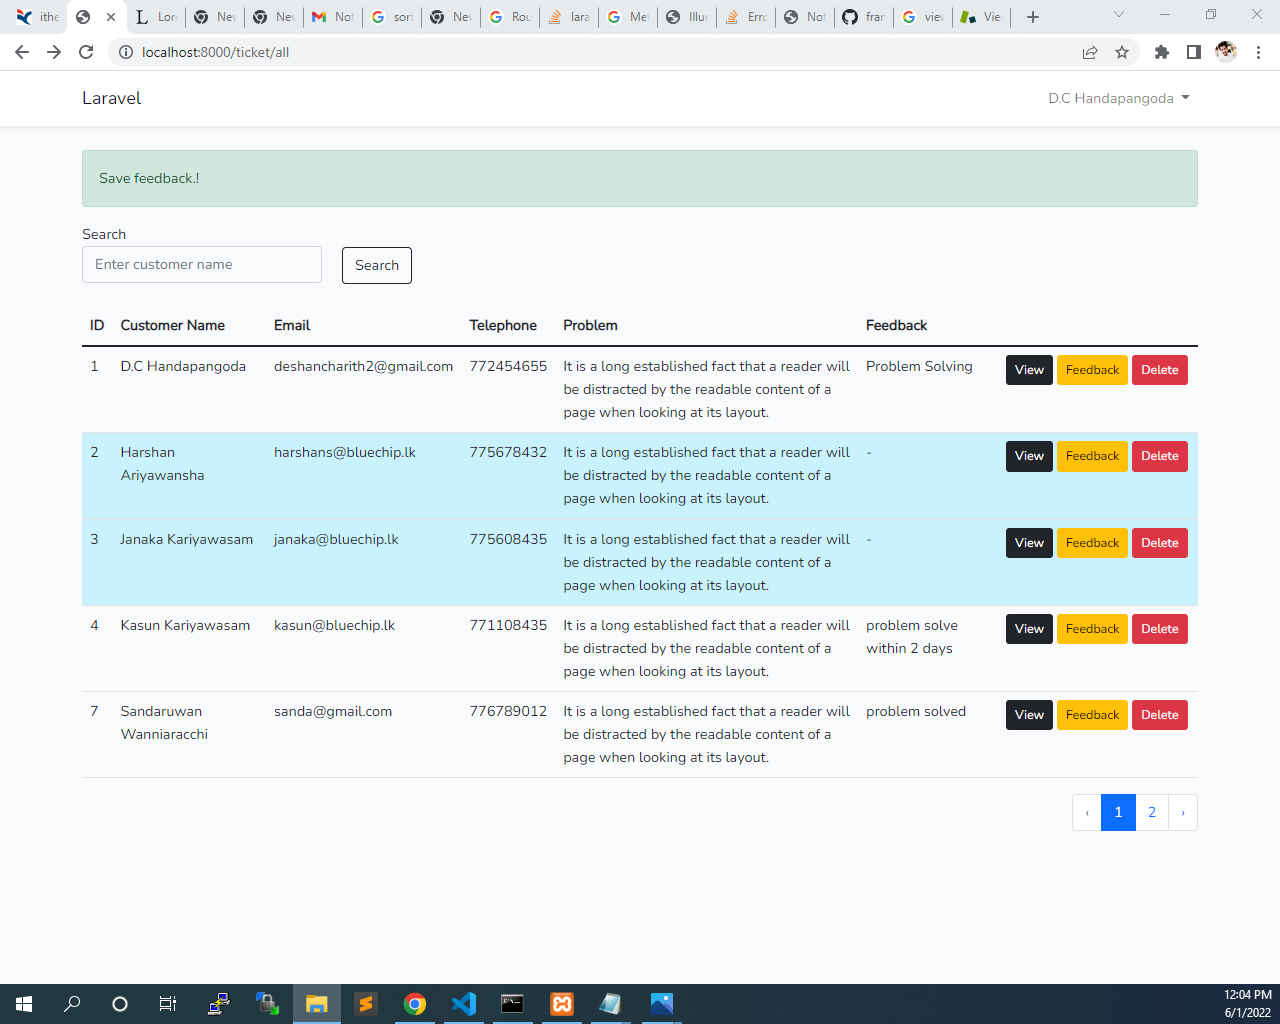 ithe
Lor
Nev
Nev
Not
sort
Nev
Rou
lara
Met
Illur
Erro
Not
fran
view
Viev
localhost:8000/ticket/all
Laravel
D.C Handapangoda
Save feedback.!
Search
Enter customer name
Search
ID Customer Name Email Telephone Problem Feedback
1 D.C Handapangoda deshancharith2@gmail.com 772454655 It is a long established fact that a reader will Problem Solving View Feedback Delete
be distracted by the readable content of a
page when looking at its layout.
2 Harshan harshans@bluechip.lk 775678432 It is a long established fact that a reader will - View Feedback Delete
Ariyawansha be distracted by the readable content of a
page when looking at its layout.
3 Janaka Kariyawasam janaka@bluechip.lk 775608435 It is a long established fact that a reader will - View Feedback Delete
be distracted by the readable content of a
page when looking at its layout.
4 Kasun Kariyawasam kasun@bluechip.lk 771108435 It is a long established fact that a reader will problem solve View Feedback Delete
be distracted by the readable content of a within 2 days
page when looking at its layout.
7 Sandaruwan sanda@gmail.com 776789012 It is a long established fact that a reader will problem solved View Feedback Delete
Wanniaracchi be distracted by the readable content of a
page when looking at its layout.
‹ 1 2 ›
12:04 PM
6/1/2022